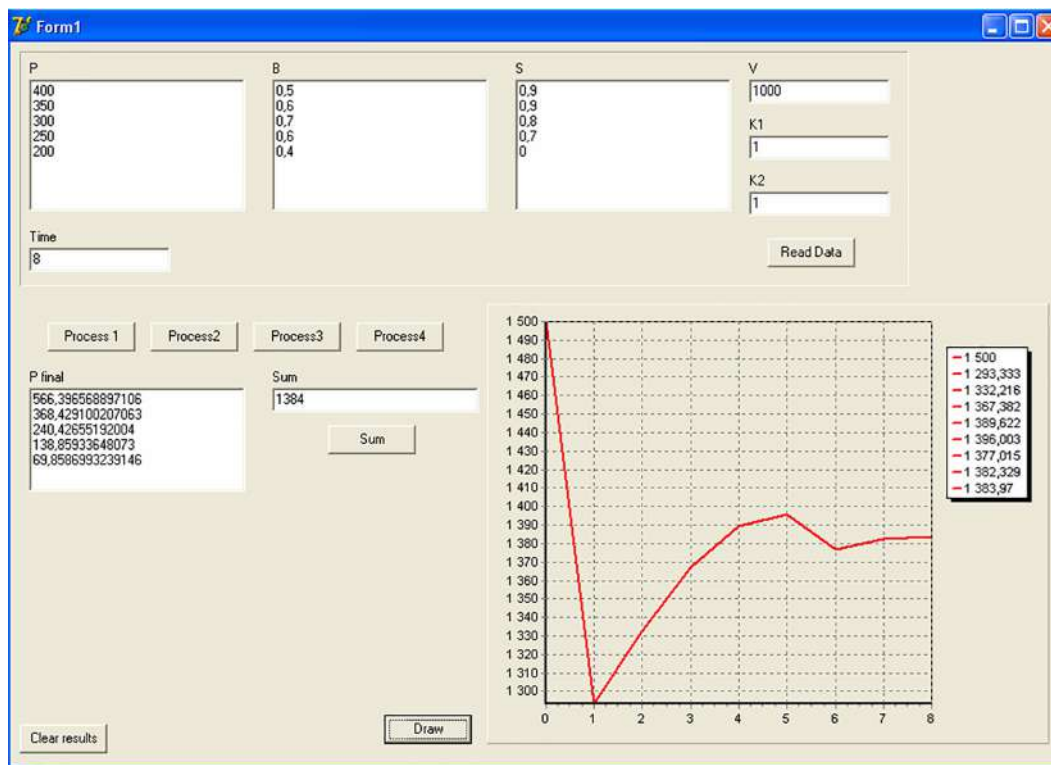 Form1
P
B
S
V
400
350
300
250
200
0,5
0,6
0,7
0,6
0,4
0,9
0,9
0,8
0,7
0
1000
K1
1
K2
1
Time
8
Read Data
Process 1
Process2
Process3
Process4
P final
Sum
566,396568897106
368,429100207063
240,42655192004
138,85933648073
69,8586993239146
1384
Sum
1 500
1 490
1 480
1 470
1 460
1 450
1 440
1 430
1 420
1 410
1 400
1 390
1 380
1 370
1 360
1 350
1 340
1 330
1 320
1 310
1 300
0 1 2 3 4 5 6 7 8
1 500
1 293,333
1 332,216
1 367,382
1 389,622
1 396,003
1 377,015
1 382,329
1 383,97
Draw
Clear results